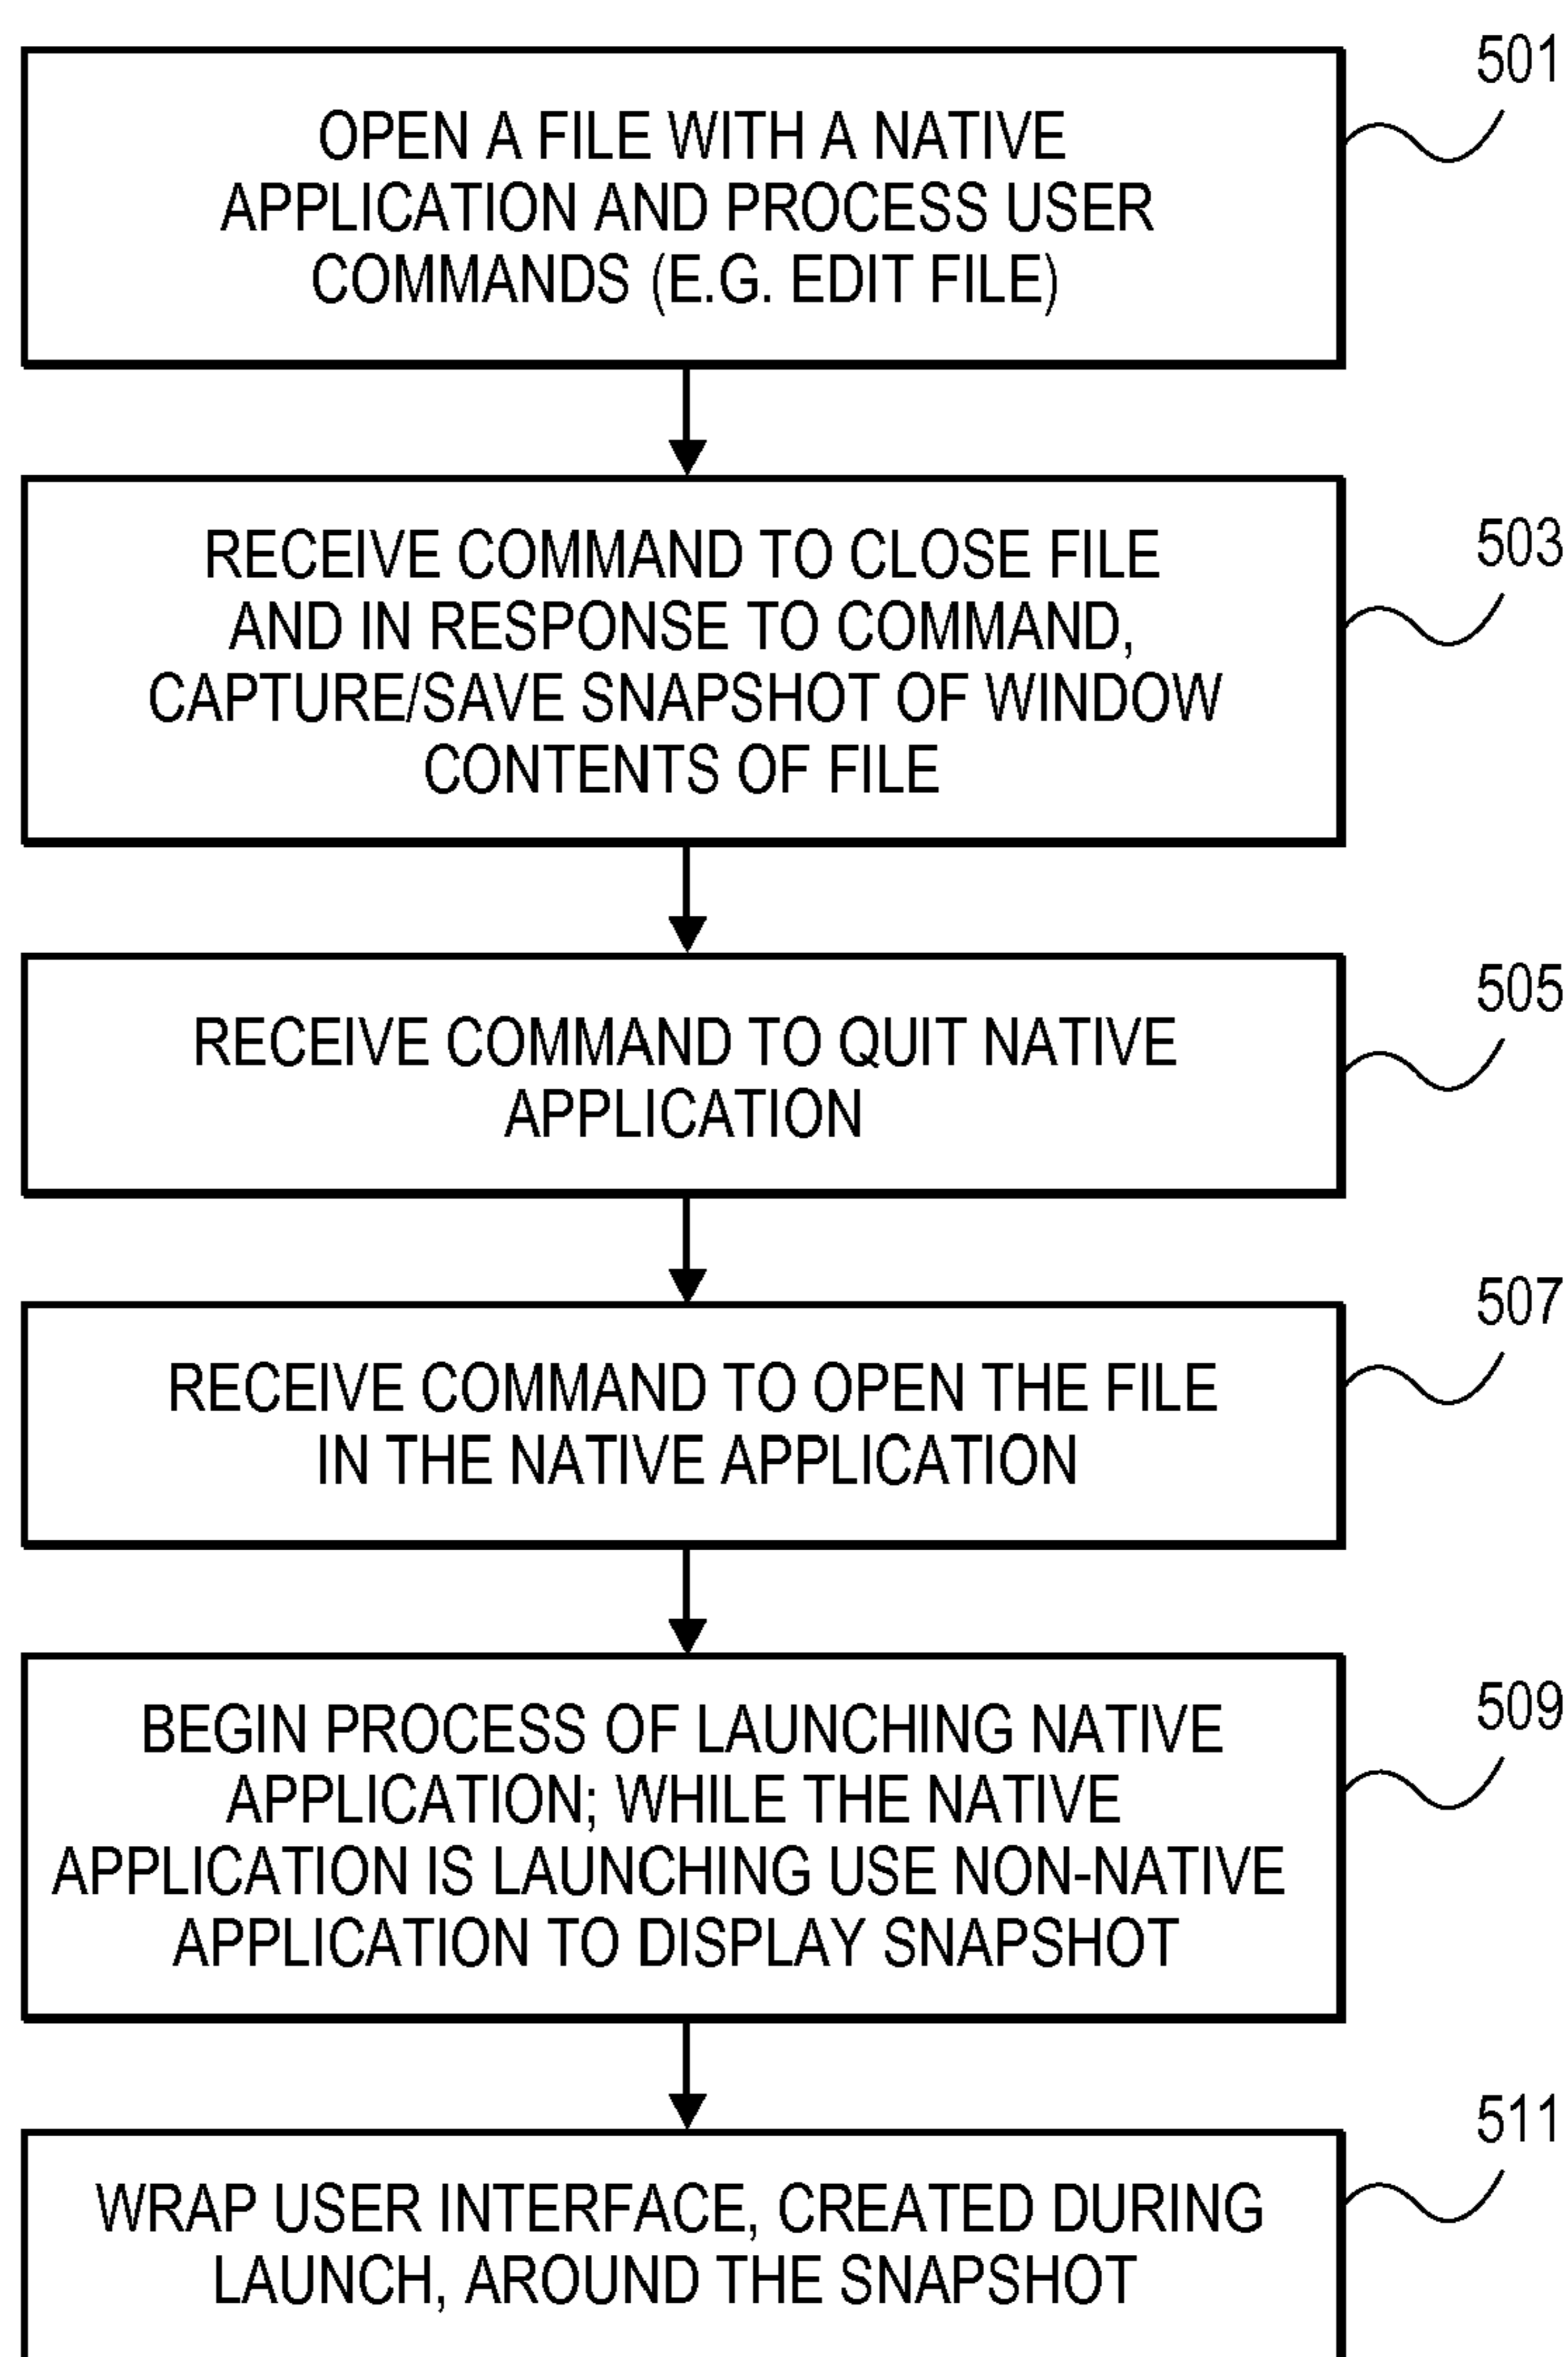 501
OPEN A FILE WITH A NATIVE
APPLICATION AND PROCESS USER
COMMANDS (E.G. EDIT FILE)
503
RECEIVE COMMAND TO CLOSE FILE
AND IN RESPONSE TO COMMAND,
CAPTURE/SAVE SNAPSHOT OF WINDOW
CONTENTS OF FILE
505
RECEIVE COMMAND TO QUIT NATIVE
APPLICATION
507
RECEIVE COMMAND TO OPEN THE FILE
IN THE NATIVE APPLICATION
509
BEGIN PROCESS OF LAUNCHING NATIVE
APPLICATION; WHILE THE NATIVE
APPLICATION IS LAUNCHING USE NON-NATIVE
APPLICATION TO DISPLAY SNAPSHOT
511
WRAP USER INTERFACE, CREATED DURING
LAUNCH, AROUND THE SNAPSHOT